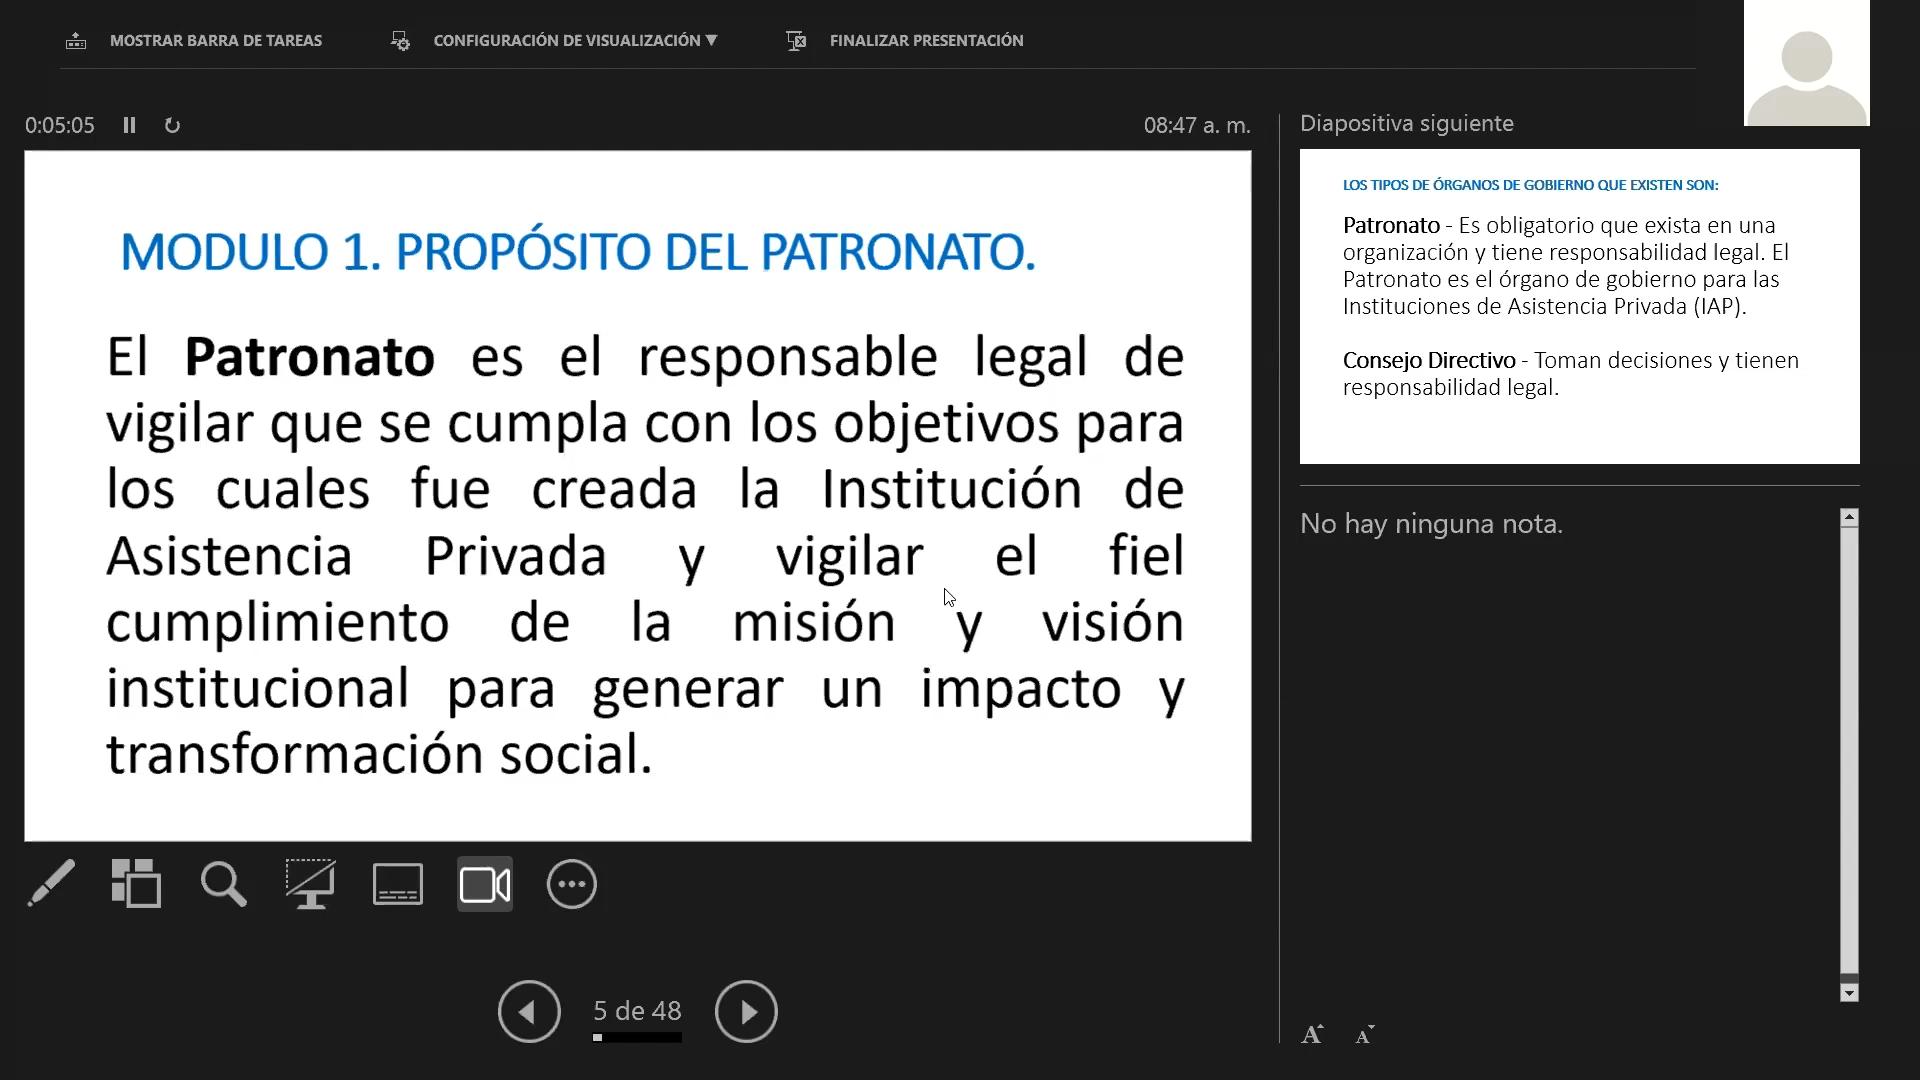 MOSTRAR BARRA DE TAREAS
CONFIGURACIÓN DE VISUALIZACIÓN ▼
FINALIZAR PRESENTACIÓN
0:05:05
08:47 a. m.
MODULO 1. PROPÓSITO DEL PATRONATO.
El Patronato es el responsable legal de
vigilar que se cumpla con los objetivos para
los cuales fue creada la Institución de
Asistencia Privada y vigilar el fiel
cumplimiento de la misión y visión
institucional para generar un impacto y
transformación social.
5 de 48
Diapositiva siguiente
LOS TIPOS DE ÓRGANOS DE GOBIERNO QUE EXISTEN SON:
Patronato - Es obligatorio que exista en una
organización y tiene responsabilidad legal. El
Patronato es el órgano de gobierno para las
Instituciones de Asistencia Privada (IAP).
Consejo Directivo - Toman decisiones y tienen
responsabilidad legal.
No hay ninguna nota.
A A